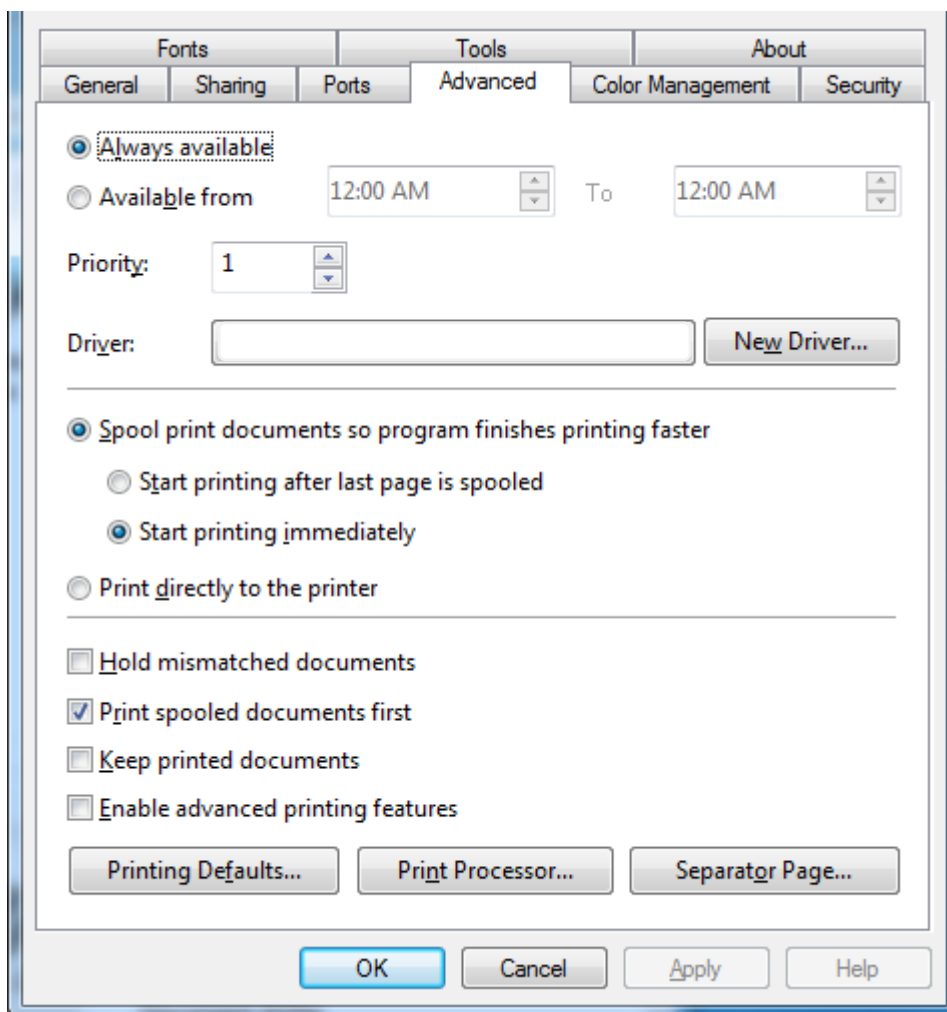 Fonts Tools About
General Sharing Ports Advanced Color Management Security
Always available
Available from 12:00 AM To 12:00 AM
Priority: 1
Driver: New Driver...
Spool print documents so program finishes printing faster
Start printing after last page is spooled
Start printing immediately
Print directly to the printer
Hold mismatched documents
Print spooled documents first
Keep printed documents
Enable advanced printing features
Printing Defaults... Print Processor... Separator Page...
OK Cancel Apply Help